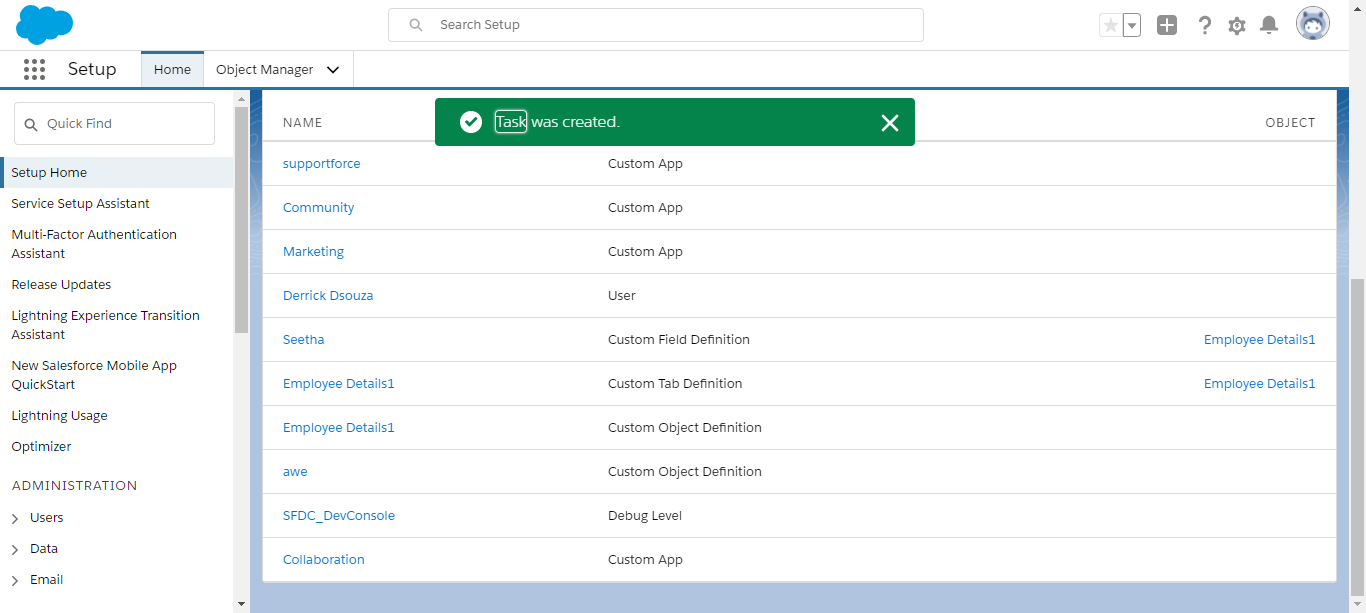 Search Setup
Setup
Home
Object Manager
Quick Find
Setup Home
Service Setup Assistant
Multi-Factor Authentication
Assistant
Release Updates
Lightning Experience Transition
Assistant
New Salesforce Mobile App
QuickStart
Lightning Usage
Optimizer
ADMINISTRATION
Users
Data
Email
Task was created.
NAME OBJECT
supportforce Custom App
Community Custom App
Marketing Custom App
Derrick Dsouza User
Seetha Custom Field Definition Employee Details1
Employee Details1 Custom Tab Definition Employee Details1
Employee Details1 Custom Object Definition
awe Custom Object Definition
SFDC_DevConsole Debug Level
Collaboration Custom App